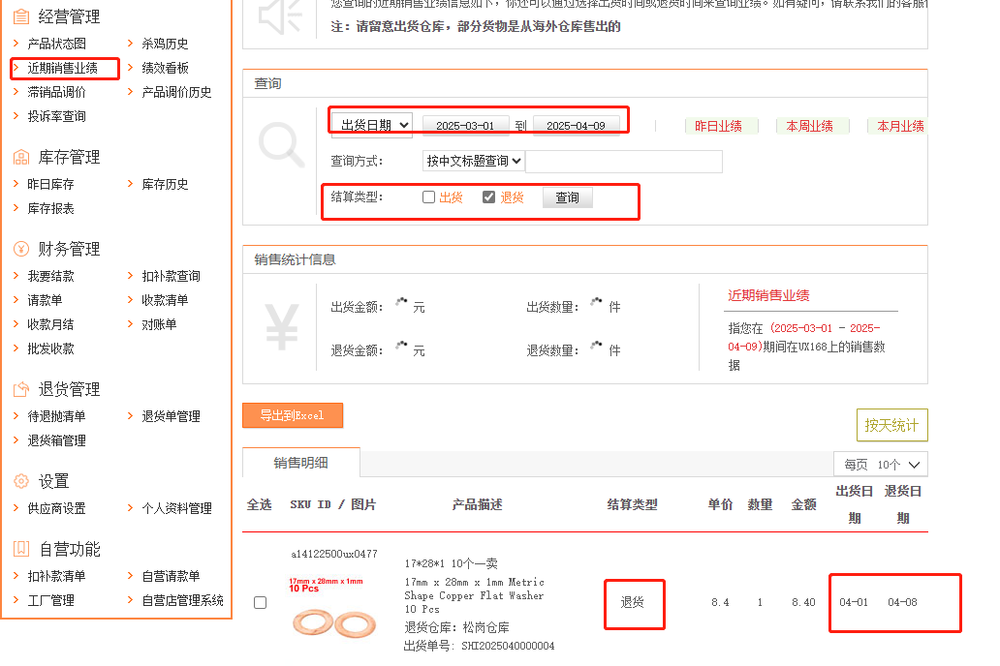 经营管理
产品状态图 杀鸡历史
近期销售业绩 绩效看板
滞销品调价 产品调价历史
投诉率查询
库存管理
昨日库存 库存历史
库存报表
财务管理
我要结款 扣补款查询
请款单 收款清单
收款月结 对账单
批发收款
退货管理
待退抛清单 退货单管理
退货箱管理
设置
供应商设置 个人资料管理
自营功能
扣补款清单 自营请款单
工厂管理 自营店管理系统
您查询的近期销售业绩信息如下，你还可以通过选择出货时间或退货时间来查询业绩。如有疑问，请联系我们的客服
注：请留意出货仓库，部分货物是从海外仓库售出的
查询
出货日期 2025-03-01 到 2025-04-09 昨日业绩 本周业绩 本月业绩
查询方式： 按中文标题查询
结算类型： 出货 退货 查询
销售统计信息
出货金额： 元 出货数量： 件
退货金额： 元 退货数量： 件
¥
近期销售业绩
指您在 (2025-03-01 - 2025-
04-09)期间在UX168上的销售数
据
导出到Excel
按天统计
销售明细
每页 10个
全选 SKU ID / 图片 产品描述 结算类型 单价 数量 金额 出货日期 退货日期
a14122500ux0477
17mm x 28mm x 1mm
10 Pcs
17*28*1 10个一卖
17mm x 28mm x 1mm Metric
Shape Copper Flat Washer
10 Pcs
退货仓库：松岗仓库
出货单号：SHI2025040000004
退货 8.4 1 8.40 04-01 04-08